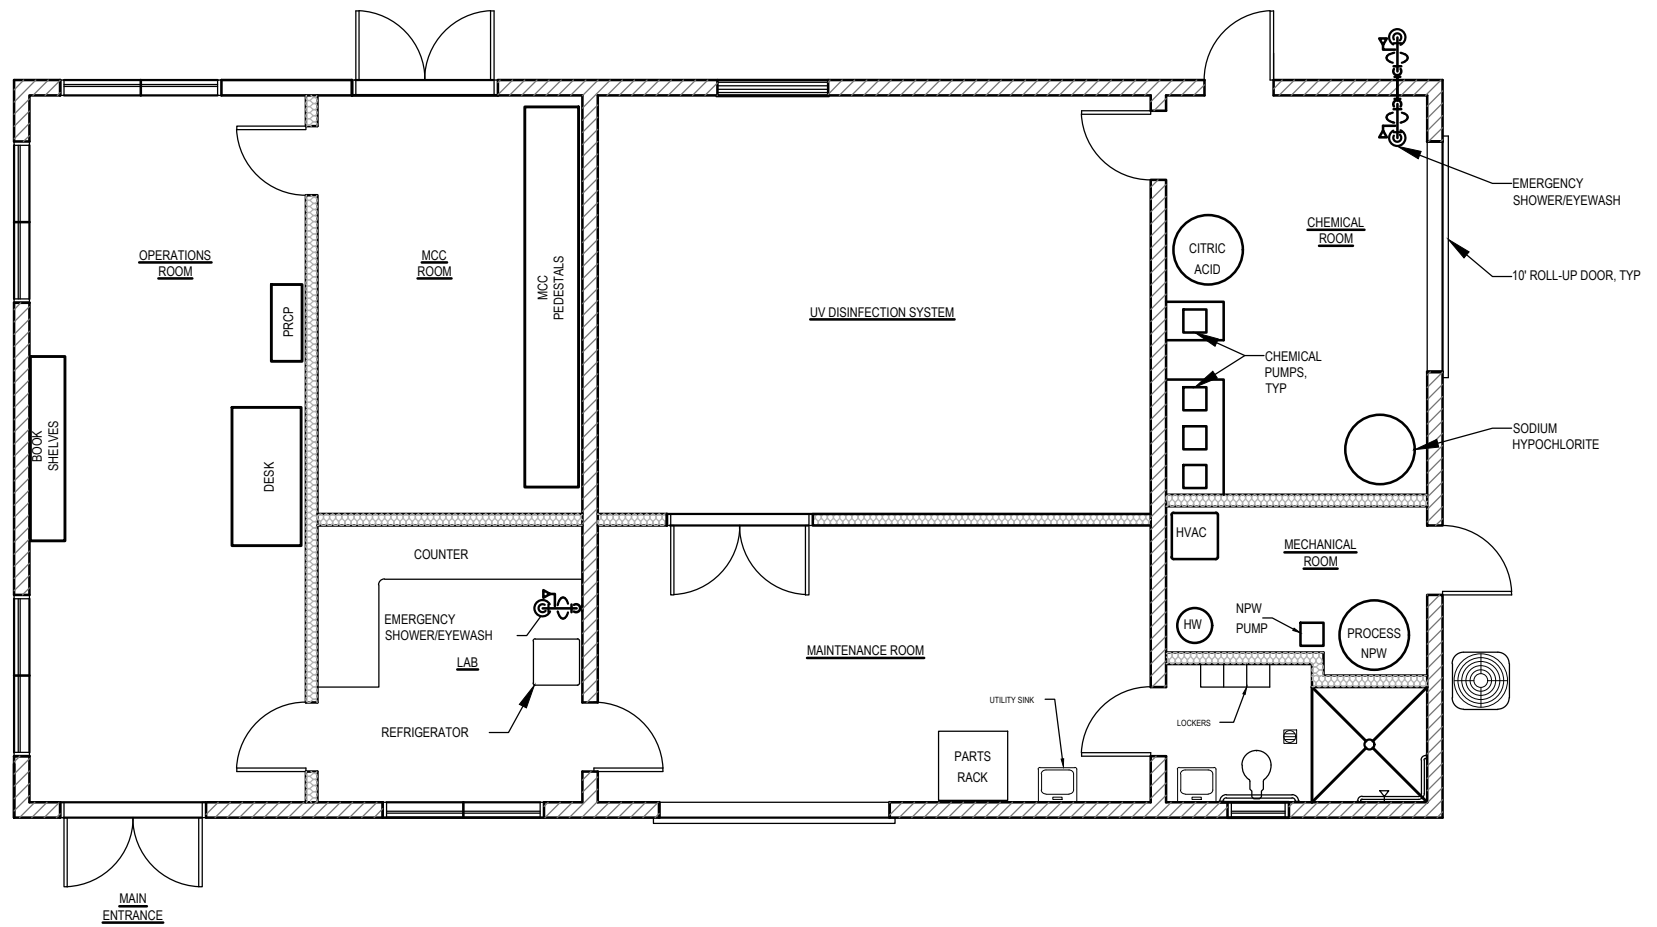 EMERGENCY
SHOWER/EYEWASH
CHEMICAL
ROOM
OPERATIONS
ROOM
MCC
ROOM
MCC
PEDESTALS
CITRIC
ACID
10' ROLL-UP DOOR, TYP
PRCP
UV DISINFECTION SYSTEM
CHEMICAL
PUMPS,
TYP
BOOK
SHELVES
DESK
SODIUM
HYPOCHLORITE
COUNTER
HVAC
MECHANICAL
ROOM
EMERGENCY
SHOWER/EYEWASH
LAB
MAINTENANCE ROOM
HW
NPW
PUMP
PROCESS
NPW
REFRIGERATOR
UTILITY SINK
LOCKERS
PARTS
RACK
MAIN
ENTRANCE